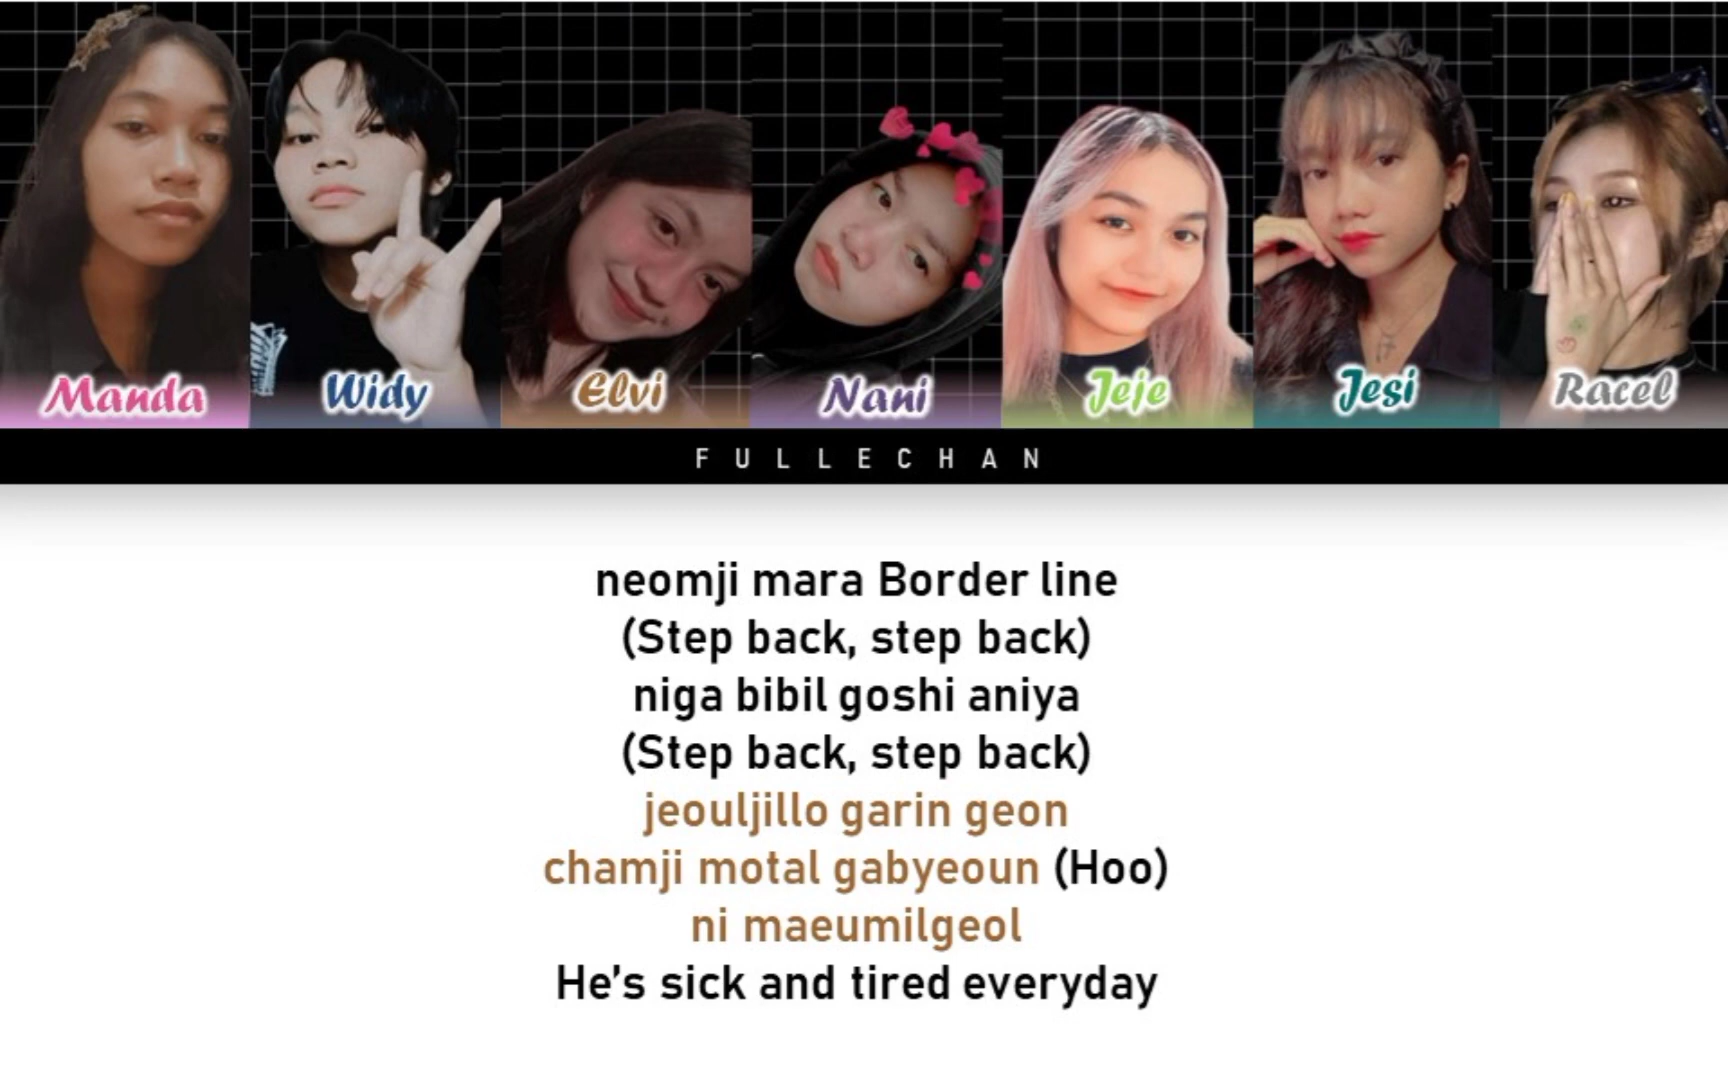 Manda
Widy
Elvi
Nani
Jeje
Jesi
Racel
FULLECHAN
neomji mara Border line
(Step back, step back)
niga bibil goshi aniya
(Step back, step back)
jeouljillo garin geon
chamji motal gabyeoun (Hoo)
ni maeumilgeol
He's sick and tired everyday